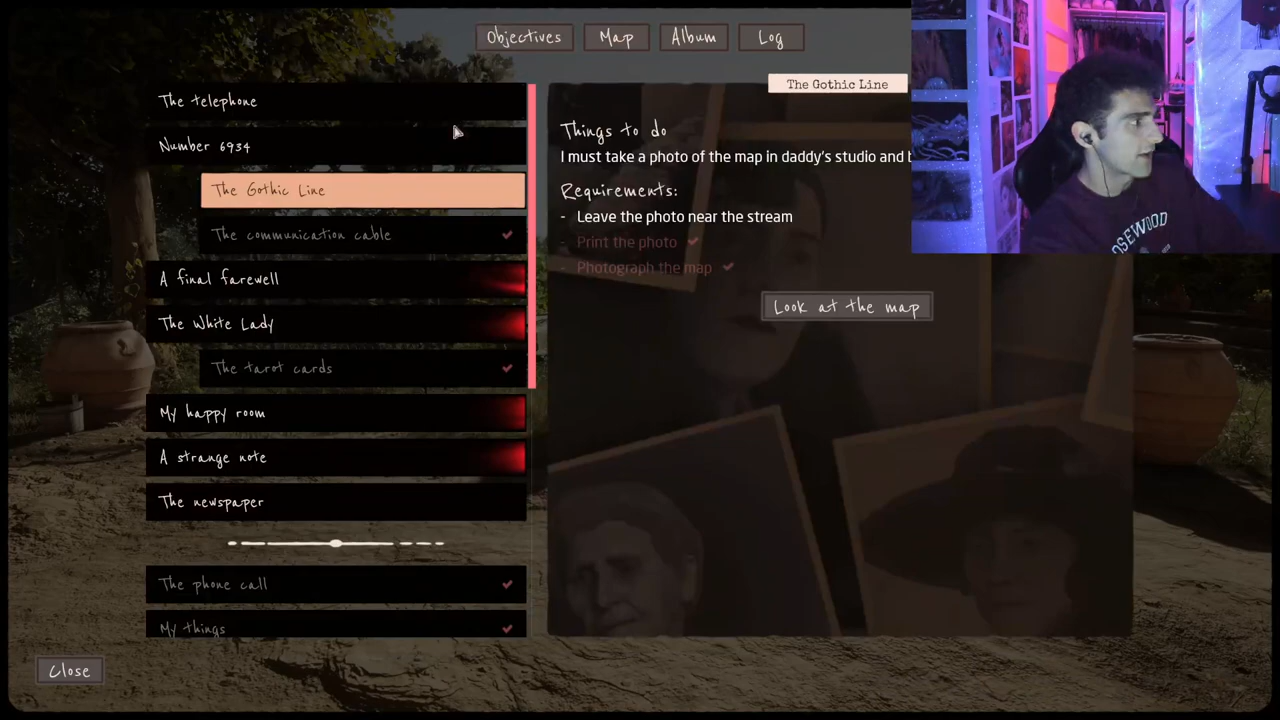 Objectives
Map
Album
Log
The telephone
Number 6934
The Gothic Line
The communication cable
A final farewell
The White Lady
The tarot cards
My happy room
A strange note
The newspaper
The phone call
My things
The Gothic Line
Things to do
I must take a photo of the map in daddy's studio and
Requirements:
- Leave the photo near the stream
- Print the photo
- Photograph the map
Look at the map
Close
OSEWOOD